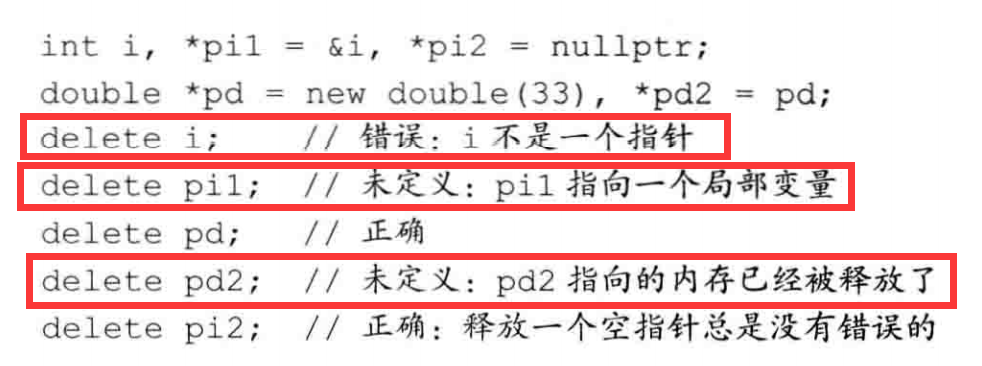 int i, *pi1 = &i, *pi2 = nullptr;
double *pd = new double(33), *pd2 = pd;
delete i; // 错误：i 不是一个指针
delete pi1; // 未定义：pi1 指向一个局部变量
delete pd; // 正确
delete pd2; // 未定义：pd2 指向的内存已经被释放了
delete pi2; // 正确：释放一个空指针总是没有错误的